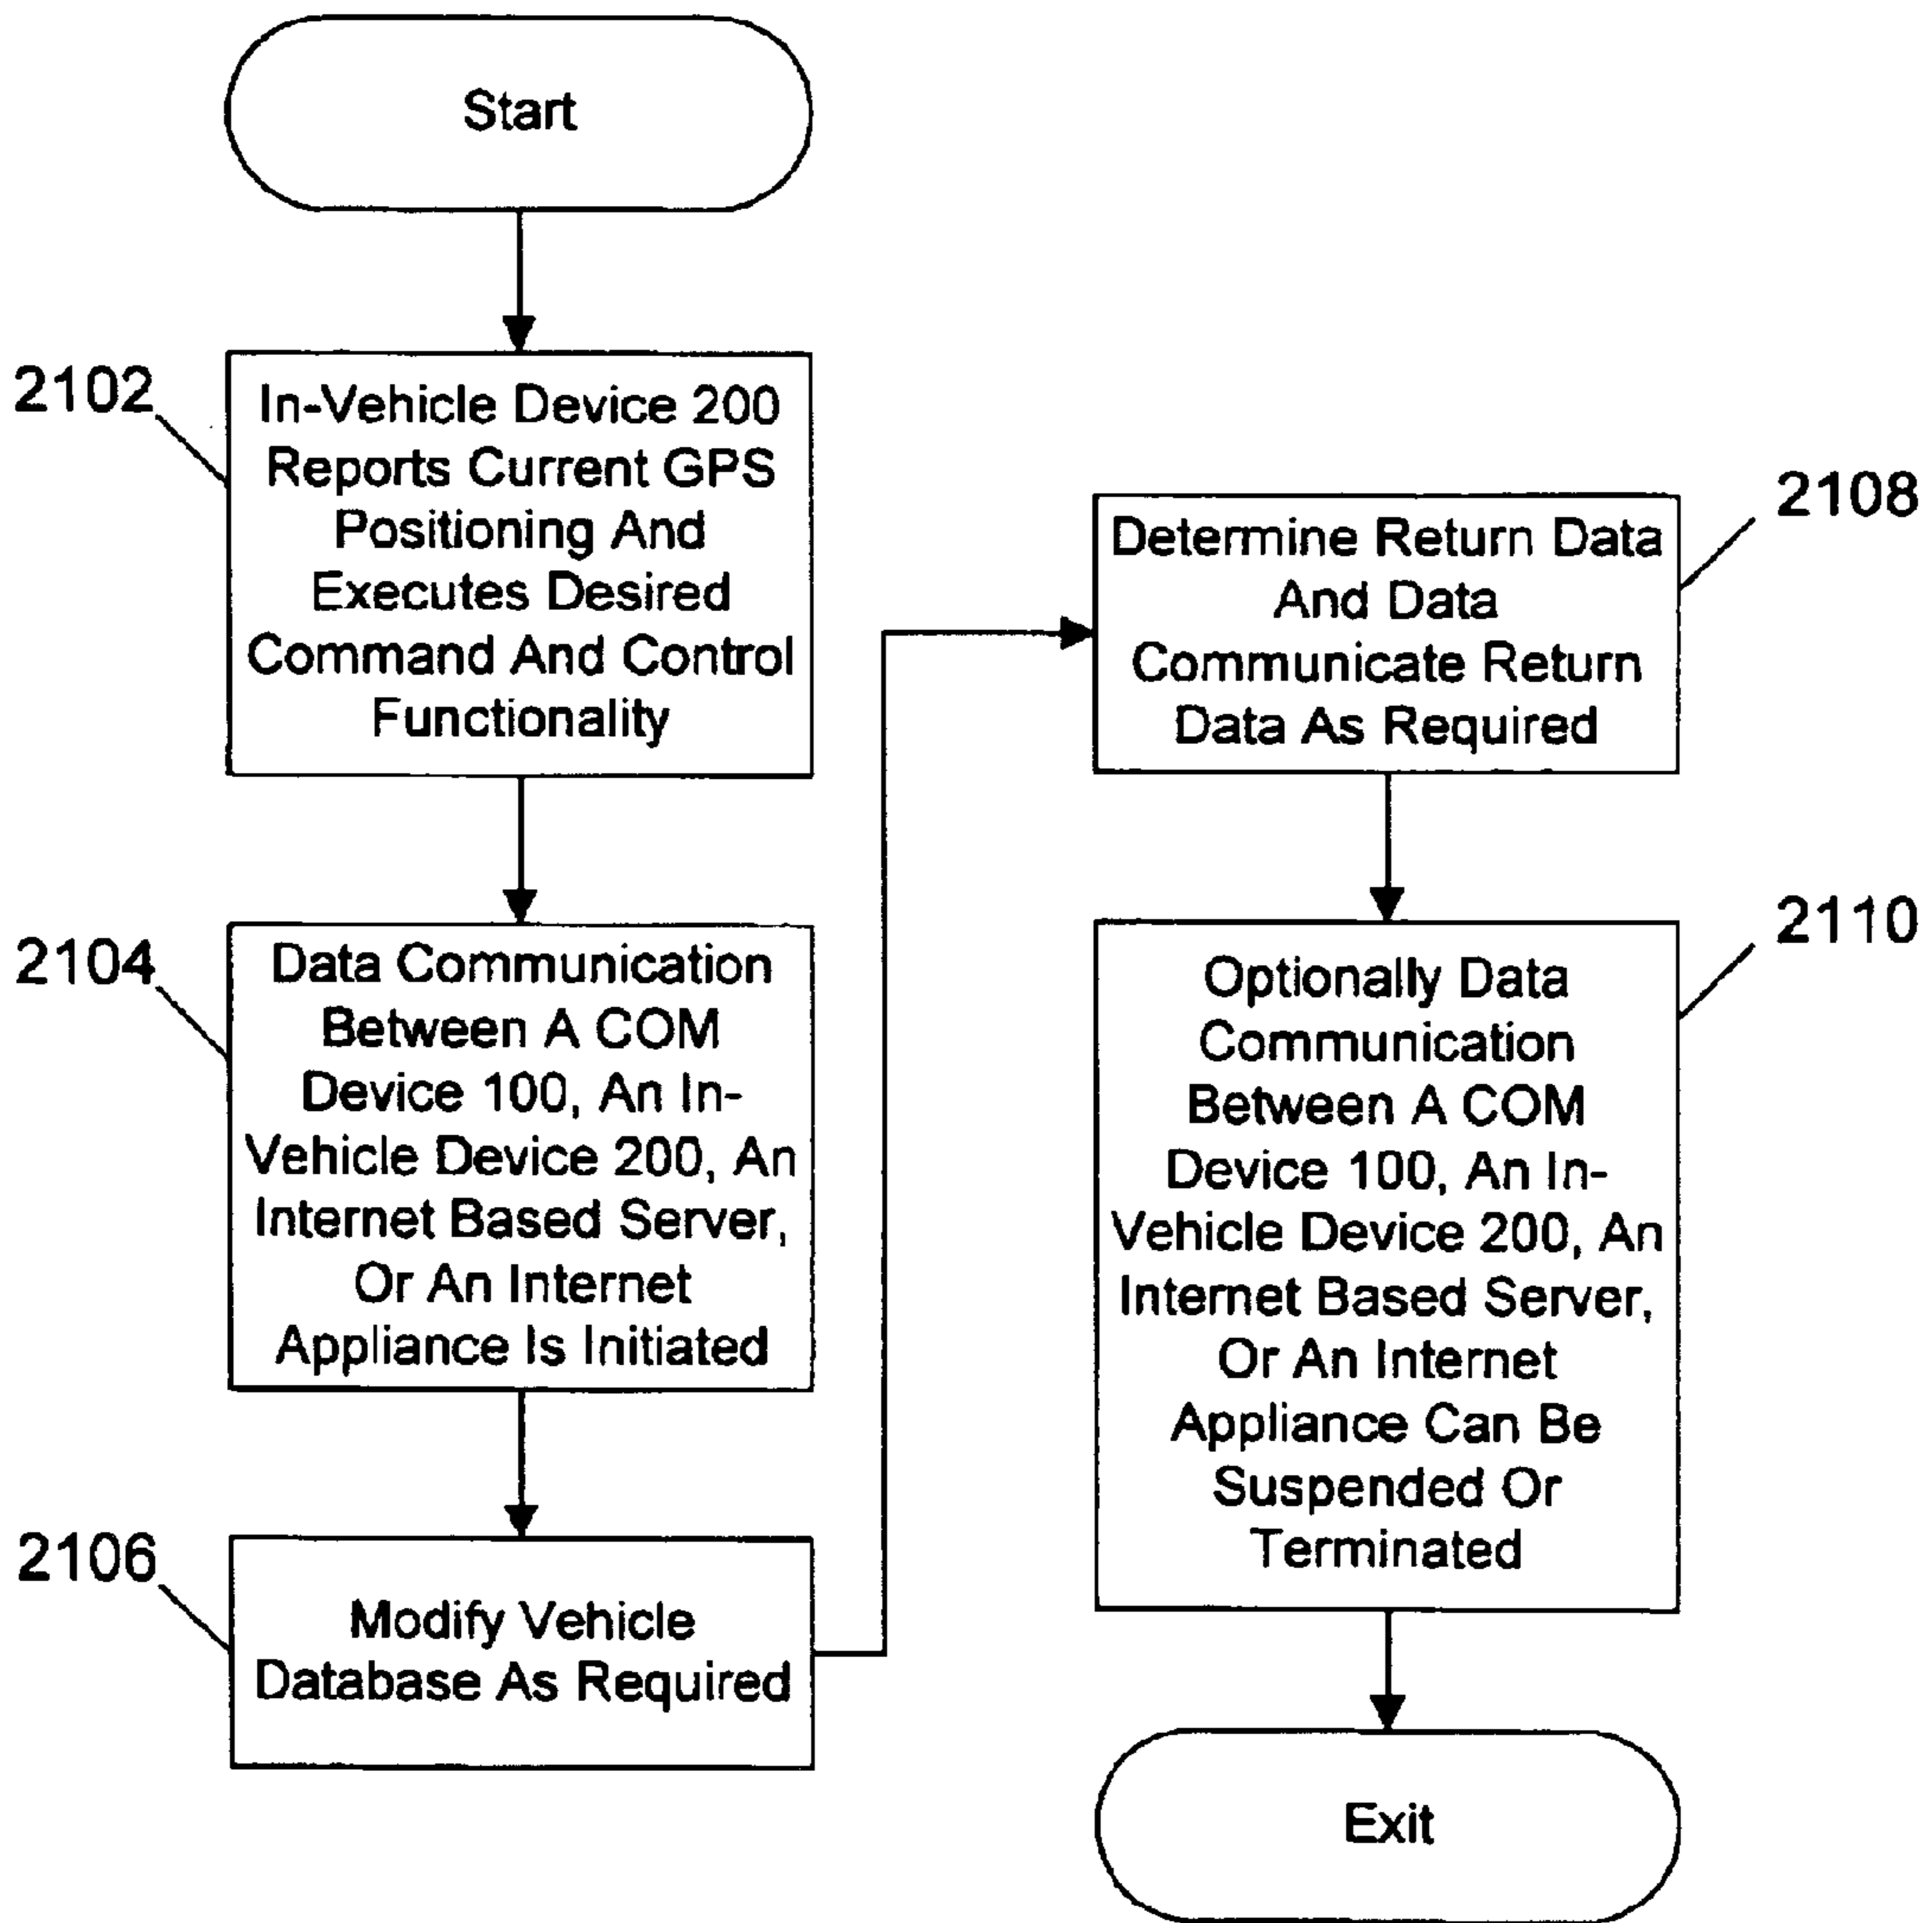 Start
2102
In-Vehicle Device 200
Reports Current GPS
Positioning And
Executes Desired
Command And Control
Functionality
2104
Data Communication
Between A COM
Device 100, An In-
Vehicle Device 200, An
Internet Based Server,
Or An Internet
Appliance Is Initiated
2106
Modify Vehicle
Database As Required
2108
Determine Return Data
And Data
Communicate Return
Data As Required
2110
Optionally Data
Communication
Between A COM
Device 100, An In-
Vehicle Device 200, An
Internet Based Server,
Or An Internet
Appliance Can Be
Suspended Or
Terminated
Exit